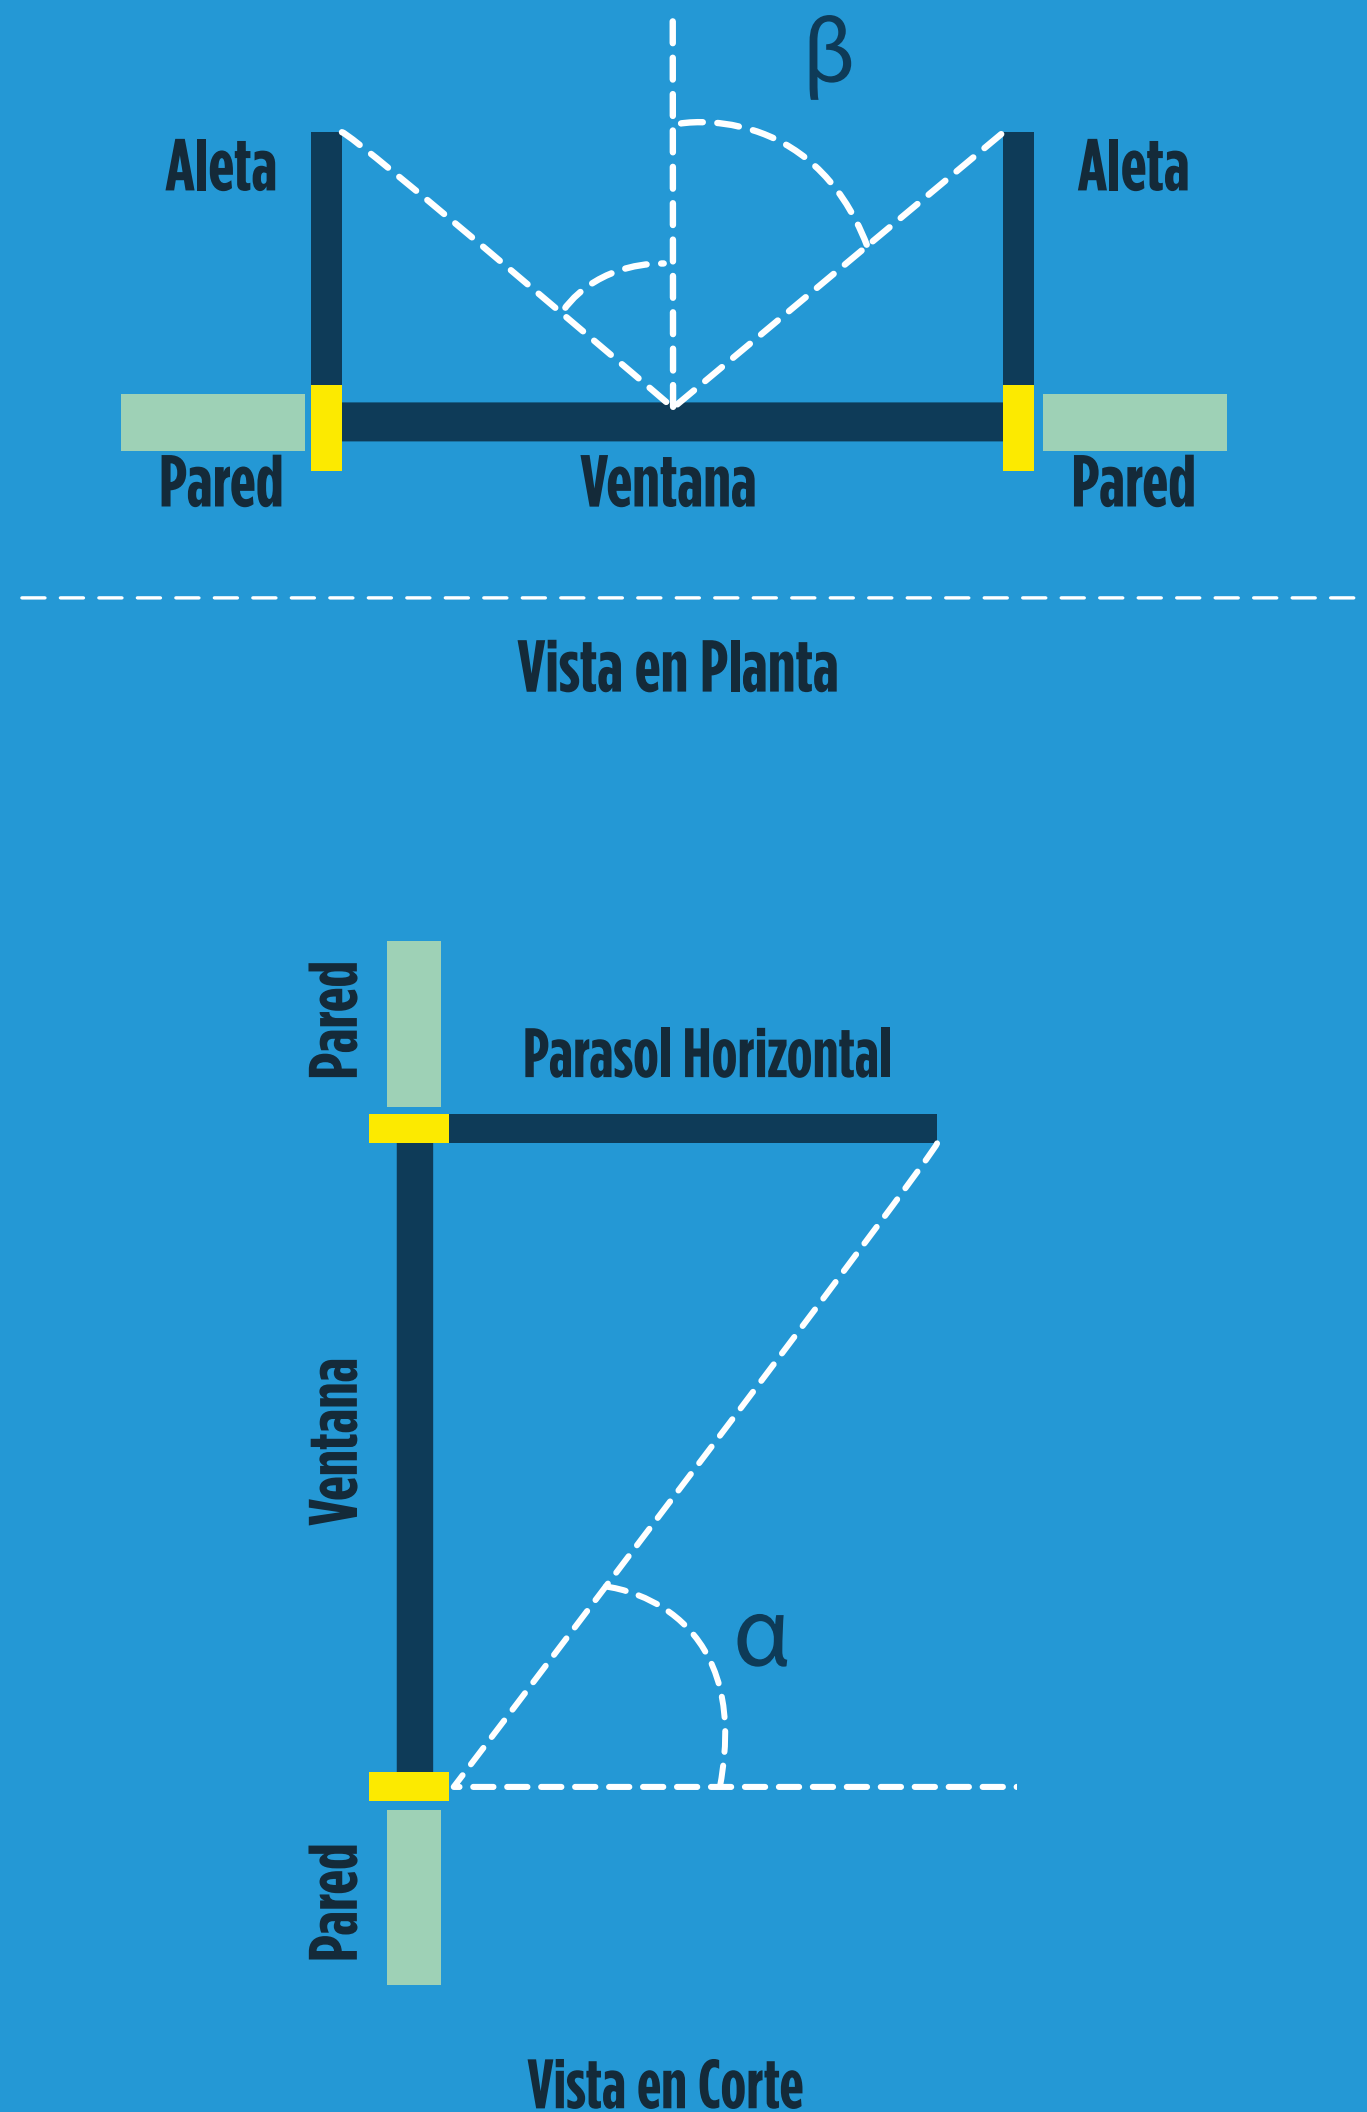 β
Aleta
Aleta
Pared
Ventana
Pared
Vista en Planta
Pared
Parasol Horizontal
Ventana
α
Pared
Vista en Corte